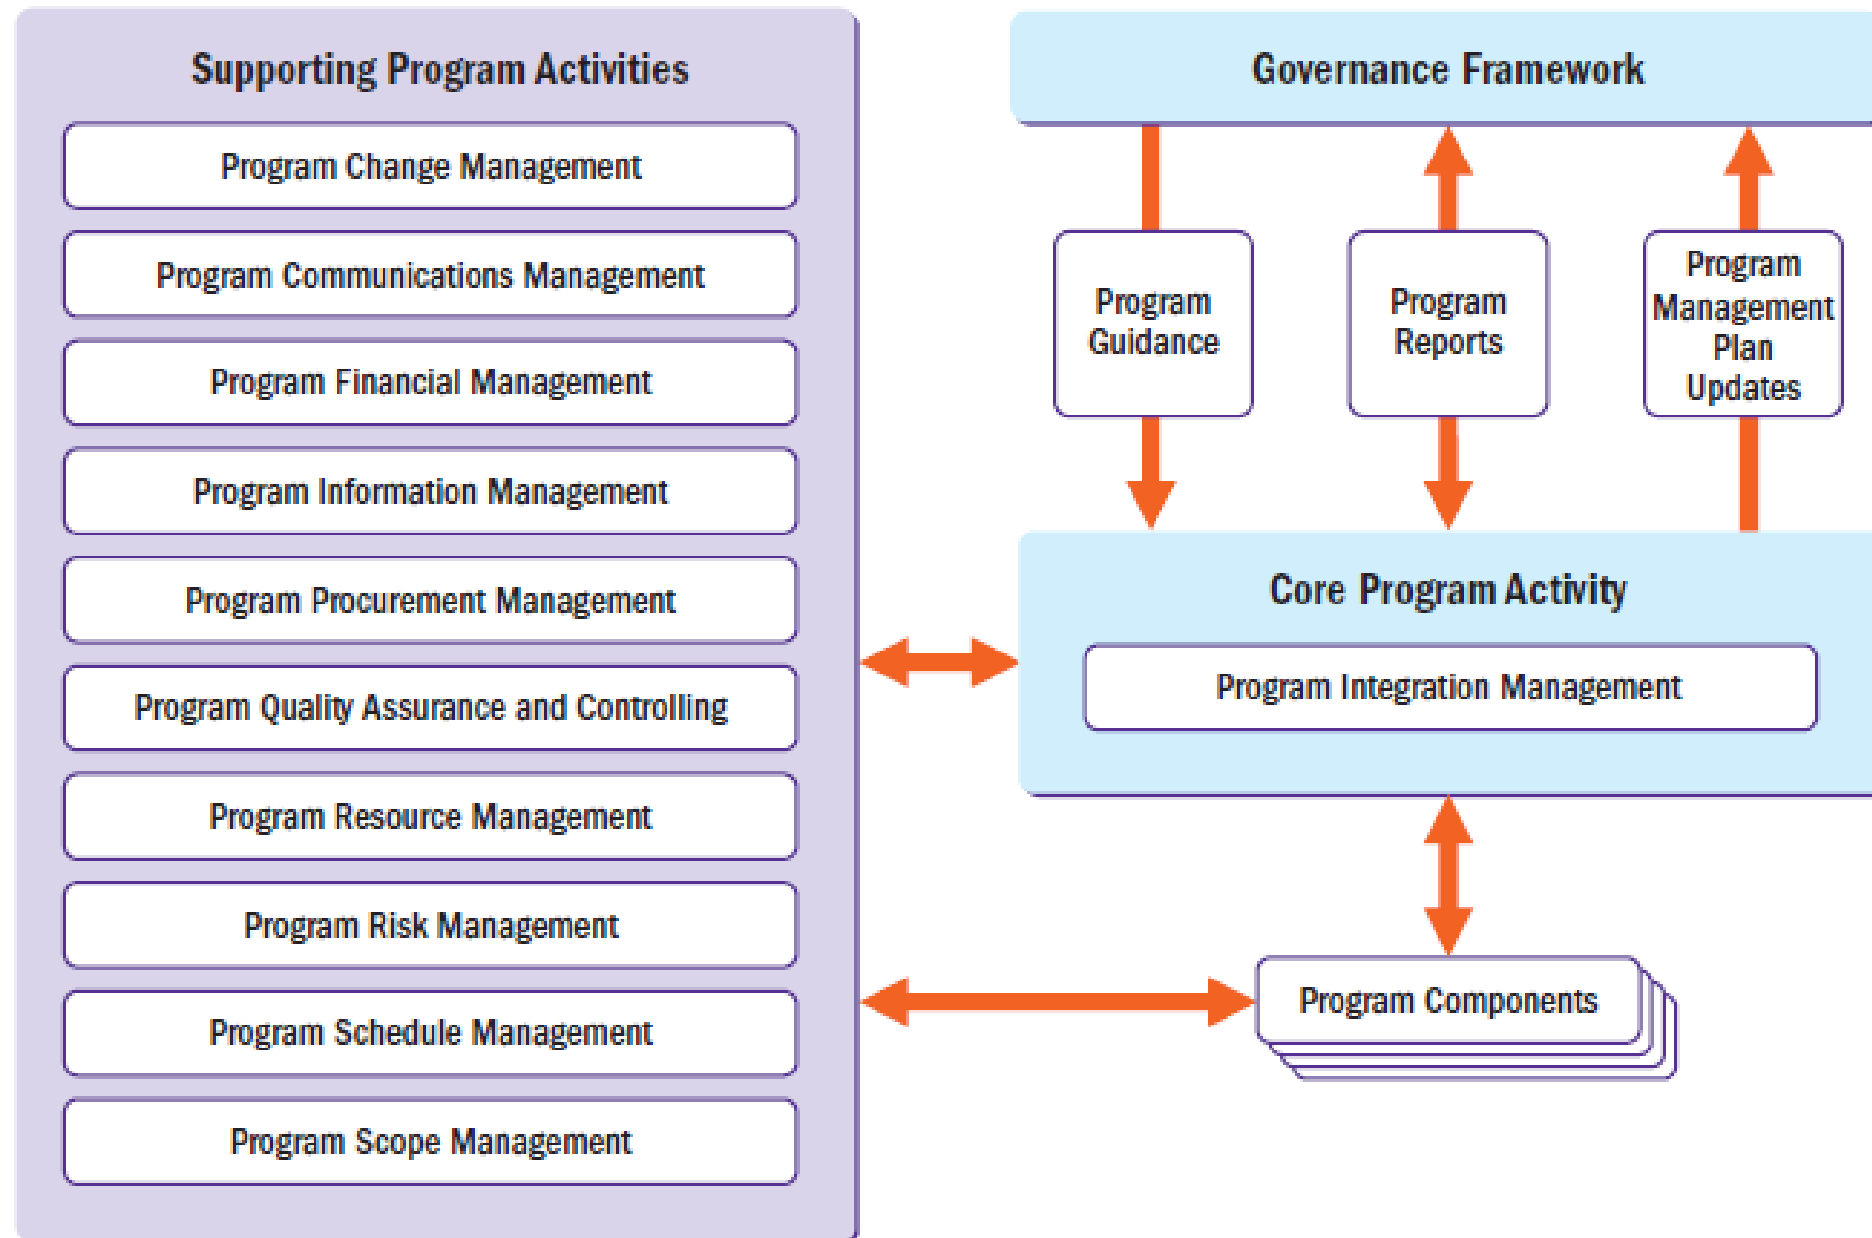 Supporting Program Activities
Program Change Management
Program Communications Management
Program Financial Management
Program Information Management
Program Procurement Management
Program Quality Assurance and Controlling
Program Resource Management
Program Risk Management
Program Schedule Management
Program Scope Management
Governance Framework
Program
Guidance
Program
Reports
Program
Management
Plan
Updates
Core Program Activity
Program Integration Management
Program Components